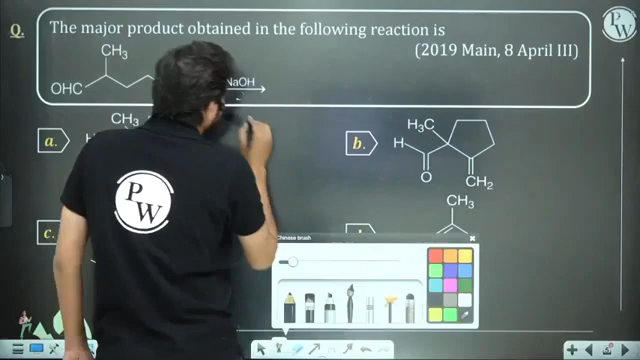 Q. The major product obtained in the following reaction is
(2019 Main, 8 April III)
CH3
OHC
NaOH
a.
CH3
H
b.
H3C
H
O
CH2
c.
CH3
Chinese brush
P
W
P
W